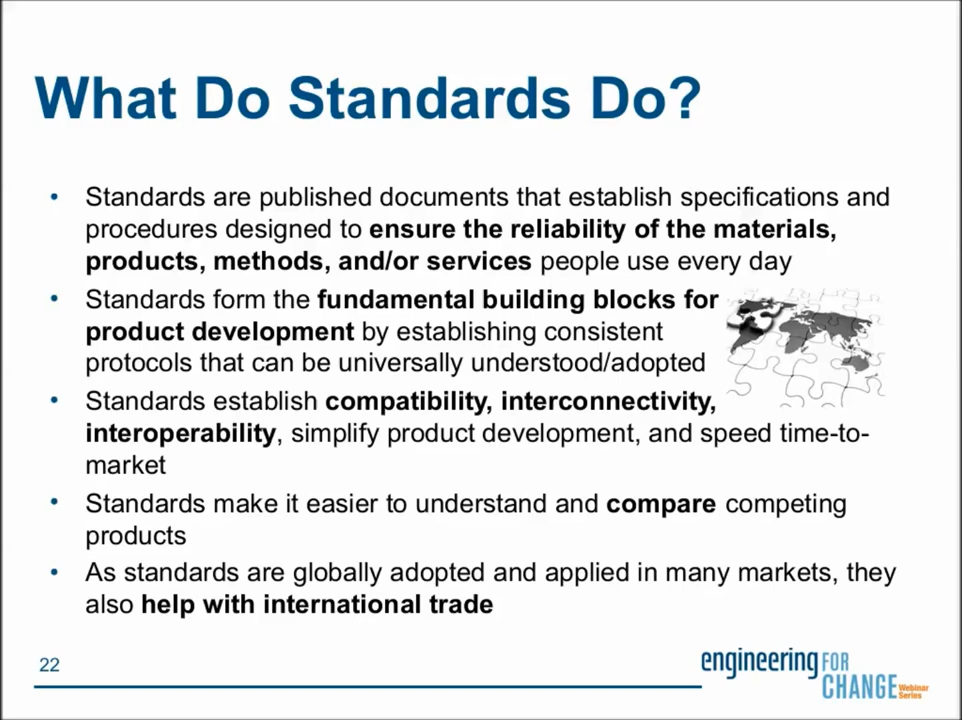 What Do Standards Do?
• Standards are published documents that establish specifications and
procedures designed to ensure the reliability of the materials,
products, methods, and/or services people use every day
• Standards form the fundamental building blocks for
product development by establishing consistent
protocols that can be universally understood/adopted
• Standards establish compatibility, interconnectivity,
interoperability, simplify product development, and speed time-to-
market
• Standards make it easier to understand and compare competing
products
• As standards are globally adopted and applied in many markets, they
also help with international trade
22
engineering FOR
CHANGE Webinar
Series